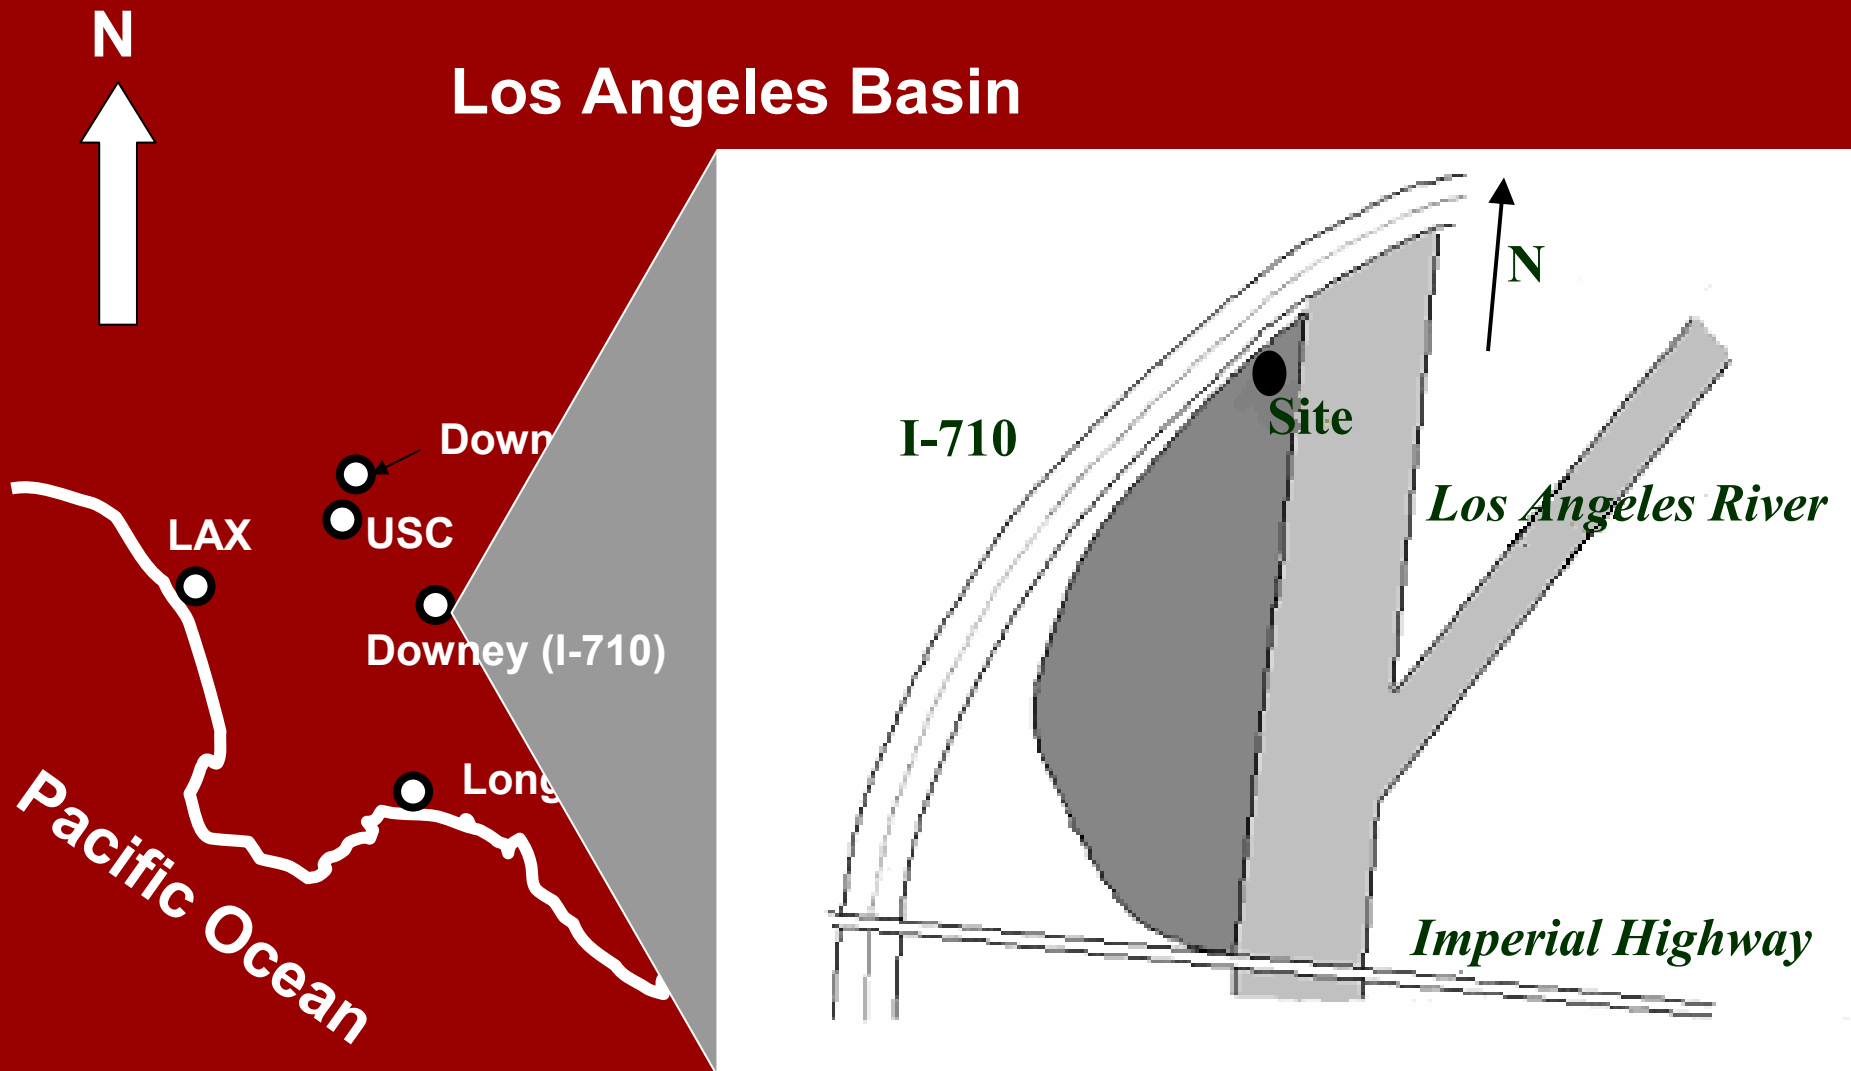 N
Los Angeles Basin
N
I-710
Site
Down
Los Angeles River
LAX
USC
Downey (I-710)
Long
Pacific Ocean
Imperial Highway